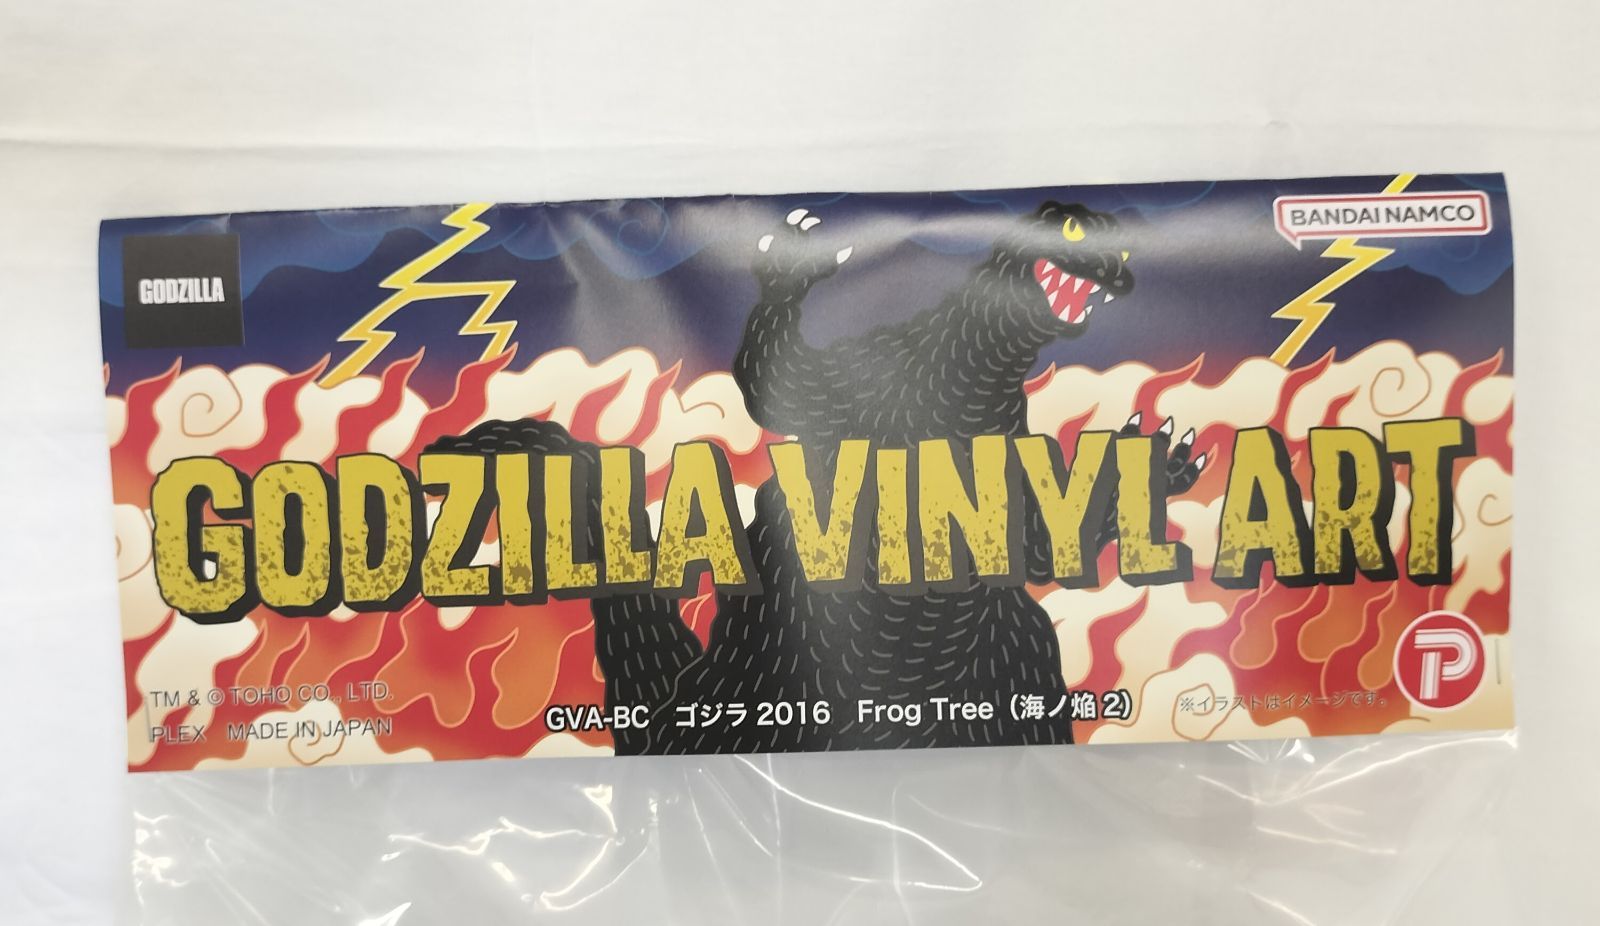 GODZILLA
BANDAI NAMCO
GODZILLA VINYL ART
TM & © TOHO CO., LTD.
PLEX MADE IN JAPAN
GVA-BC ゴジラ 2016 Frog Tree (海ノ焔 2)
※イラストはイメージです。
P